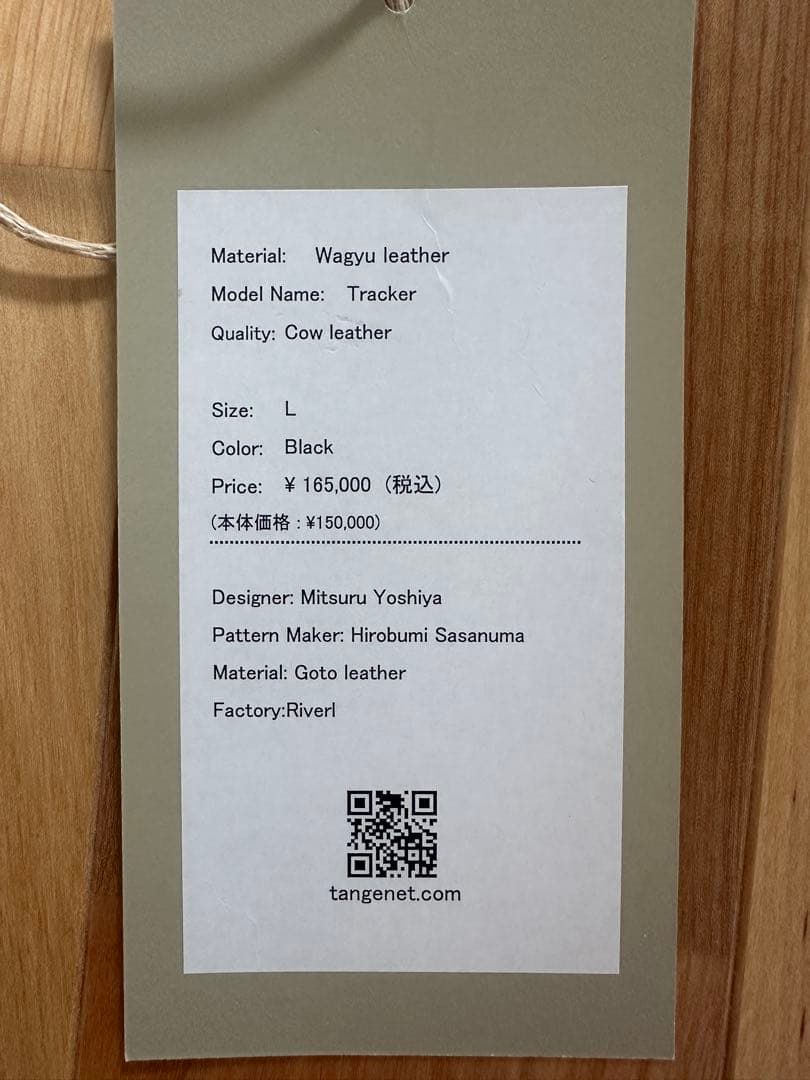 Material: Wagyu leather
Model Name: Tracker
Quality: Cow leather
Size: L
Color: Black
Price: ¥ 165,000 (税込)
(本体価格 : ¥150,000)
Designer: Mitsuru Yoshiya
Pattern Maker: Hirobumi Sasanuma
Material: Goto leather
Factory:Riverl
tangenet.com